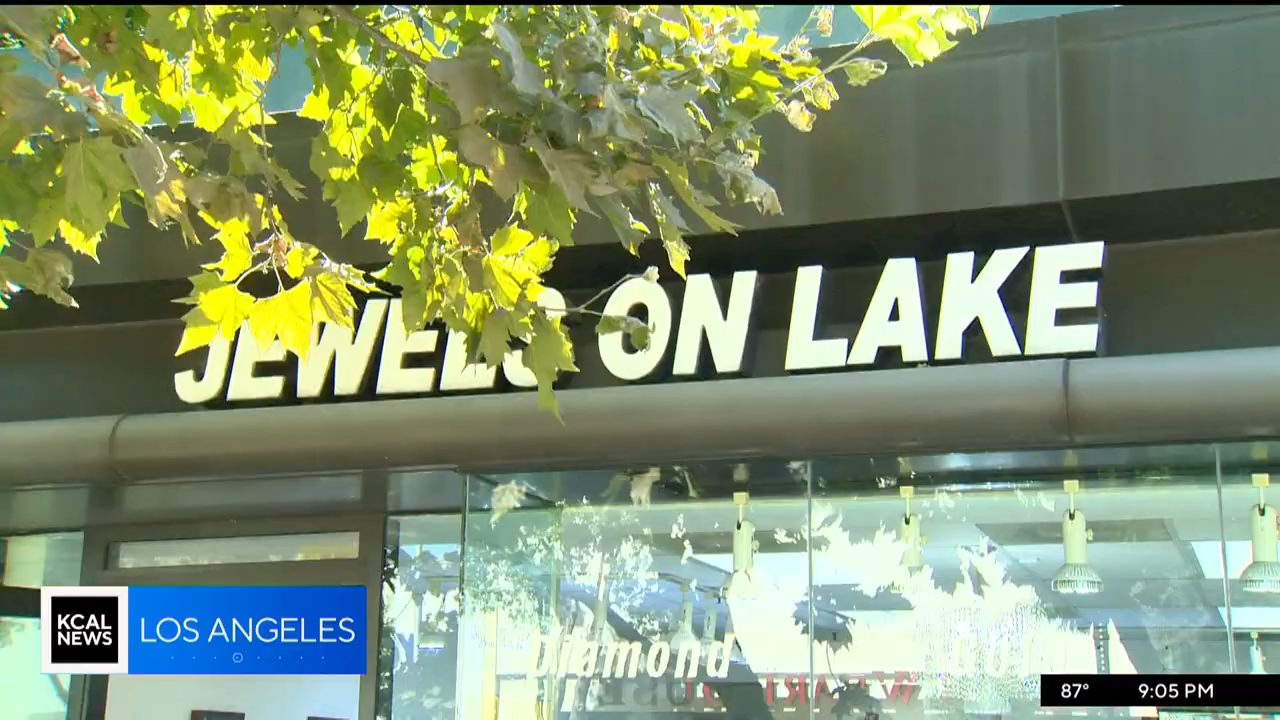 JEWELS ON LAKE
Diamond
KCAL
NEWS
LOS ANGELES
87° 9:05 PM